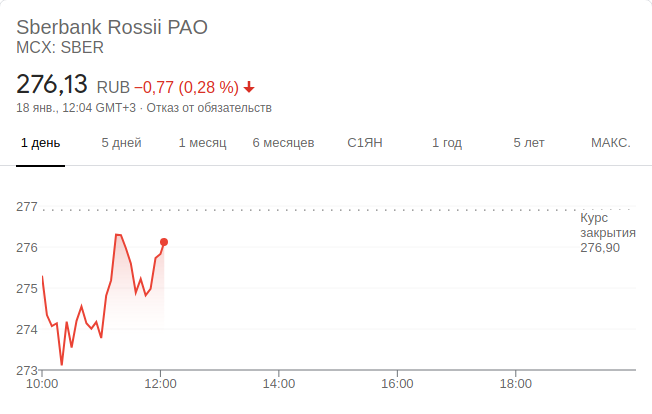 Sberbank Rossii PAO
MCX: SBER
276,13 RUB −0,77 (0,28 %)
18 янв., 12:04 GMT+3 · Отказ от обязательств
1 день 5 дней 1 месяц 6 месяцев С1ЯН 1 год 5 лет МАКС.
277
Курс
закрытия
276,90
276
275
274
273
10:00 12:00 14:00 16:00 18:00